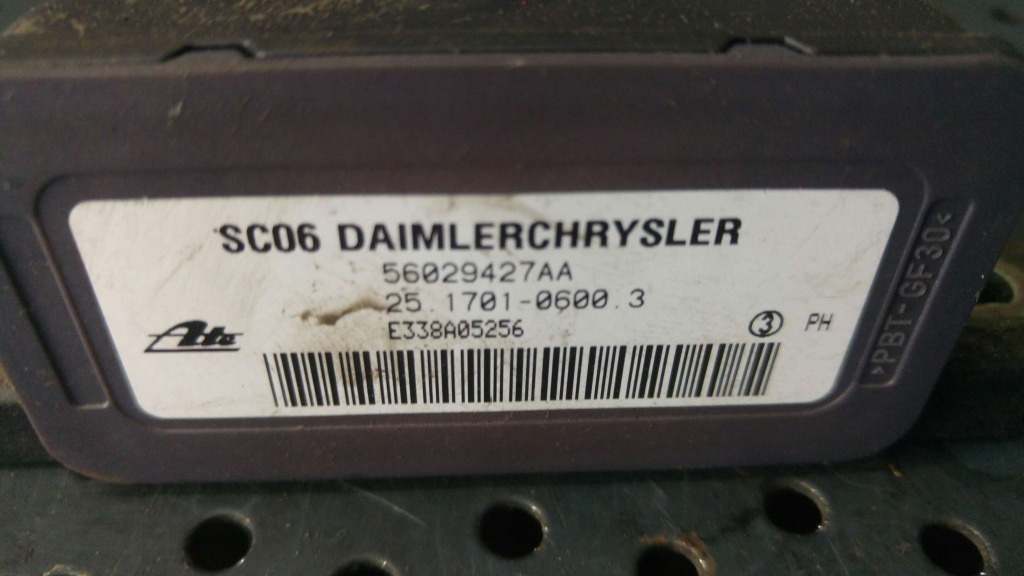 SC06 DAIMLERCHRYSLER
56029427AA
25.1701-0600.3
E338A05256
Ate
3 PH
>PBT-GF30<